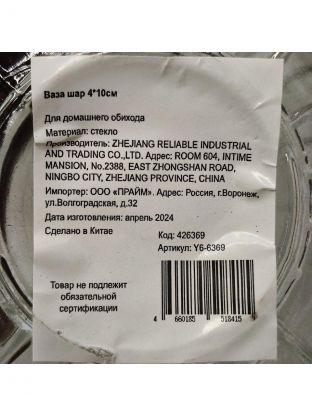 Ваза шар 4*10см
Для домашнего обихода
Материал: стекло
Производитель: ZHEJIANG RELIABLE INDUSTRIAL
AND TRADING CO.,LTD. Адрес: ROOM 604, INTIME
MANSION, No.2388, EAST ZHONGSHAN ROAD,
NINGBO CITY, ZHEJIANG PROVINCE, CHINA
Импортер: ООО «ПРАЙМ». Адрес: Россия, г.Воронеж,
ул.Волгоградская, д.32
Дата изготовления: апрель 2024
Сделано в Китае
Код: 426369
Артикул: Y6-6369
Товар не подлежит
обязательной
сертификации
4 660185 518415